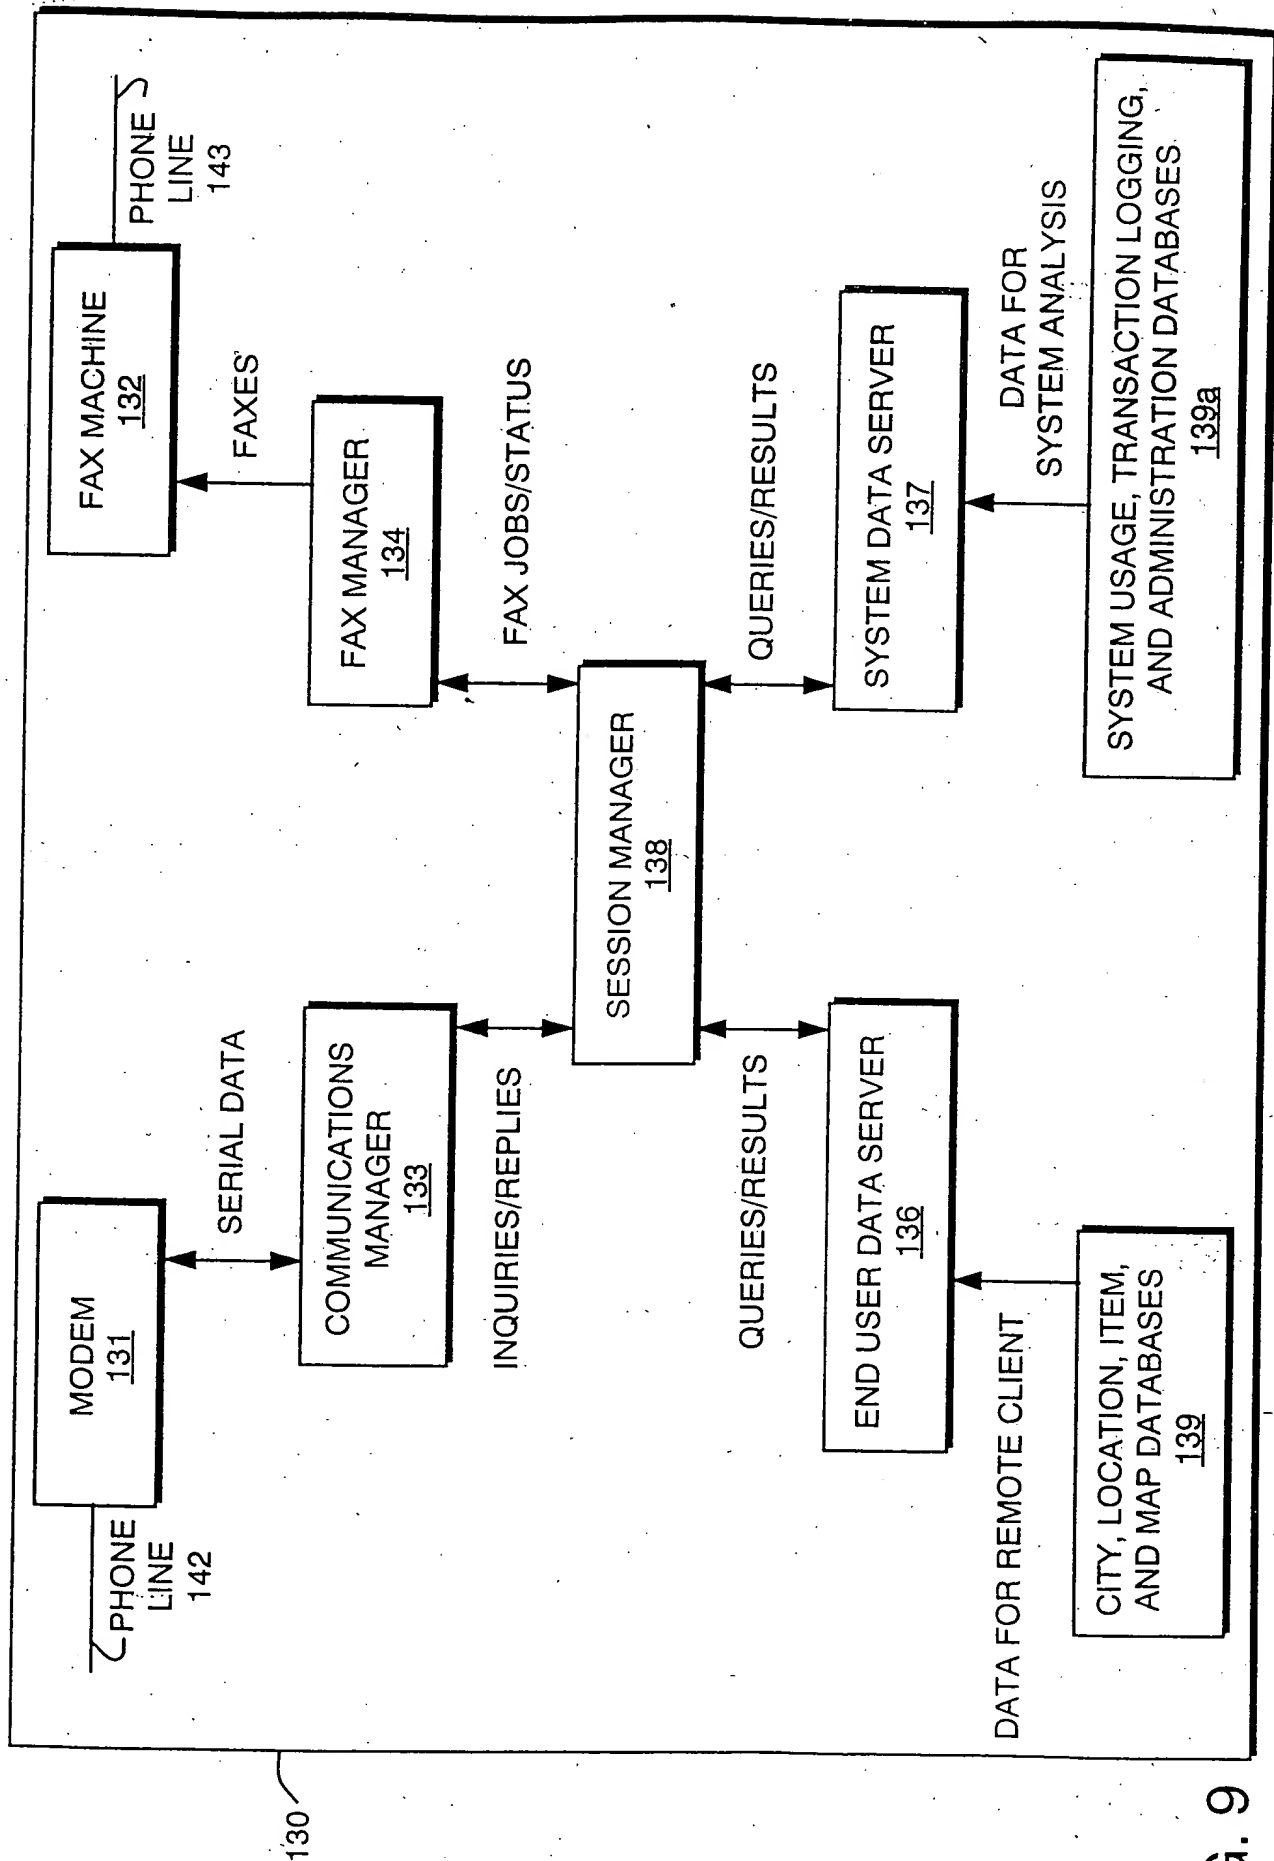 130
PHONE
LINE
142
MODEM
131
SERIAL DATA
COMMUNICATIONS
MANAGER
133
INQUIRIES/REPLIES
FAX MACHINE
132
PHONE
LINE
143
FAXES
FAX MANAGER
134
FAX JOBS/STATUS
SESSION MANAGER
138
QUERIES/RESULTS
END USER DATA SERVER
136
DATA FOR REMOTE CLIENT
CITY, LOCATION, ITEM,
AND MAP DATABASES
139
QUERIES/RESULTS
SYSTEM DATA SERVER
137
DATA FOR
SYSTEM ANALYSIS
SYSTEM USAGE, TRANSACTION LOGGING,
AND ADMINISTRATION DATABASES
139a
9